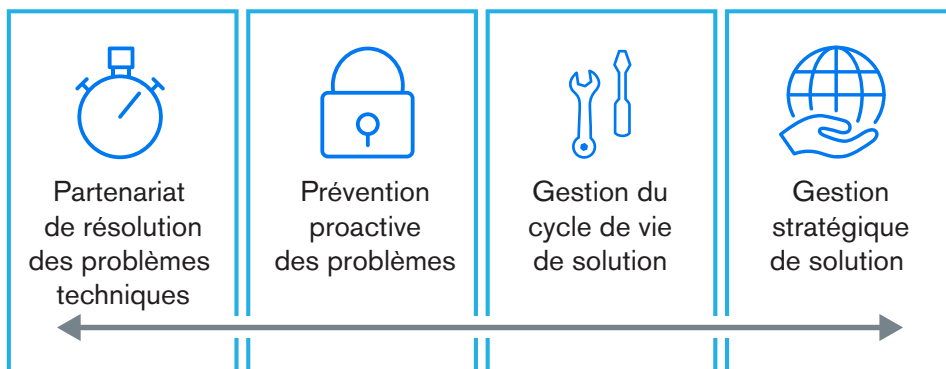 Partenariat
de résolution
des problèmes
techniques
Prévention
proactive
des problèmes
Gestion du
cycle de vie
de solution
Gestion
stratégique
de solution